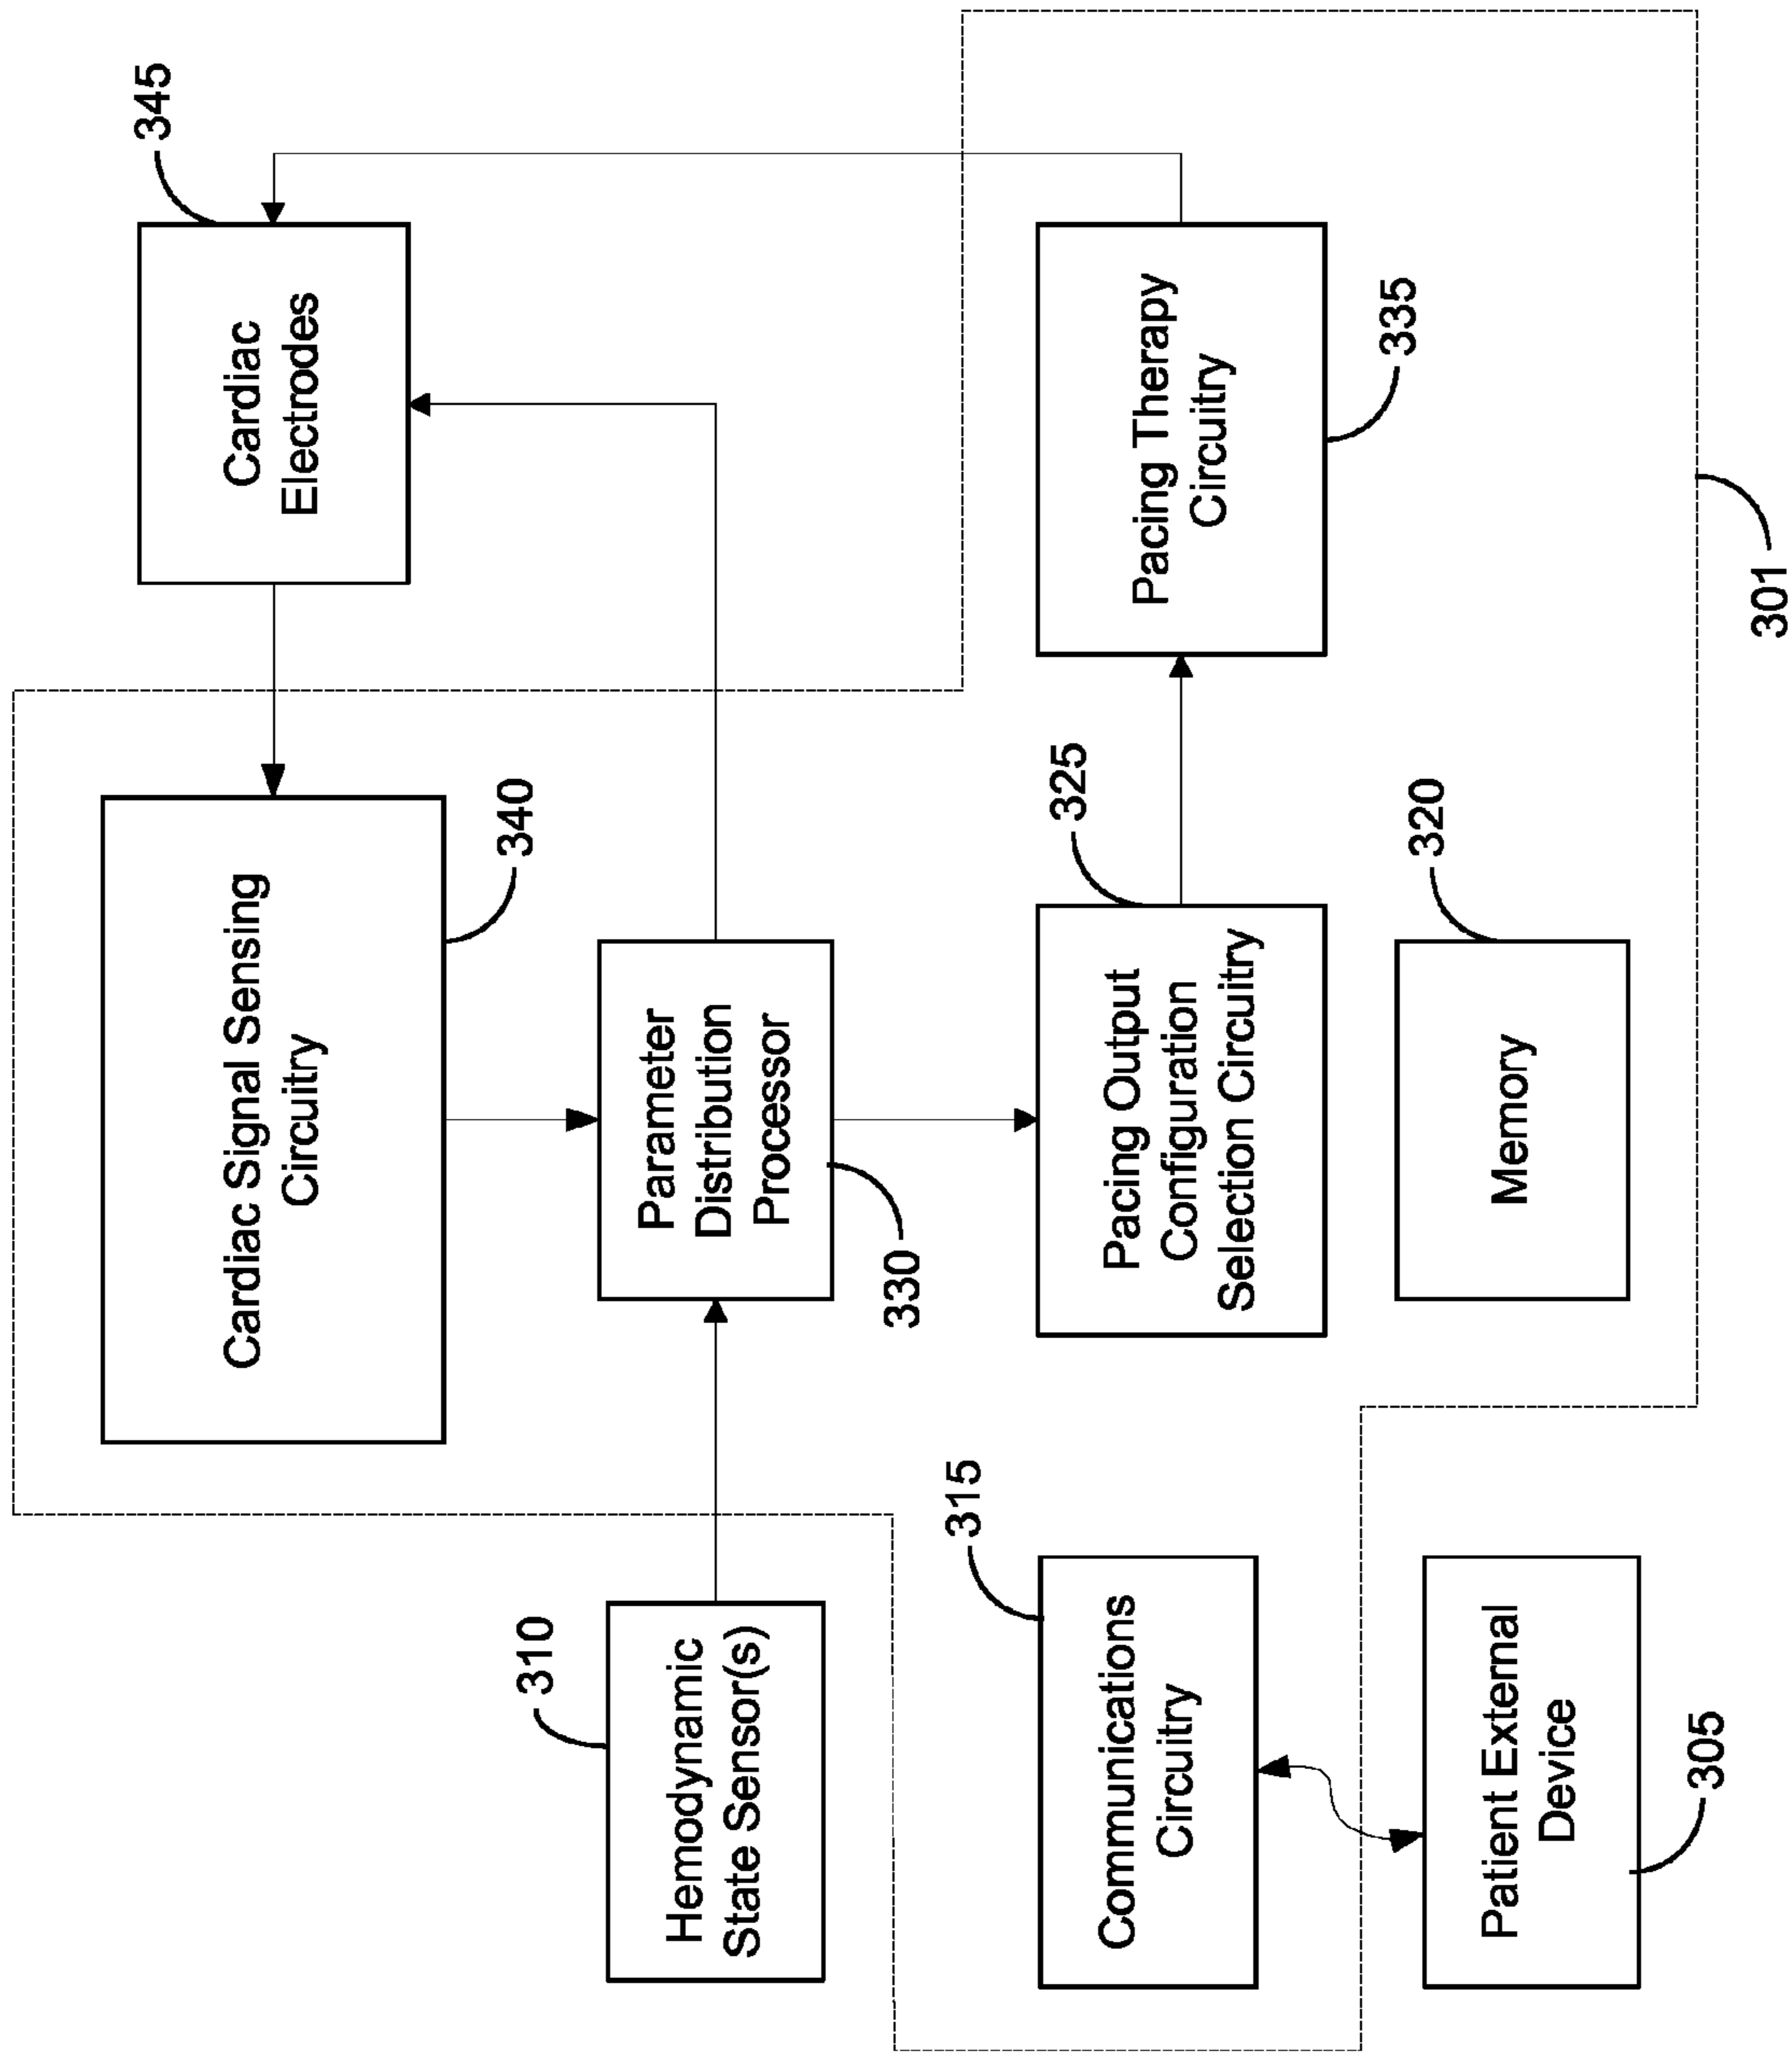 345
Cardiac
Electrodes
Cardiac Signal Sensing
Circuitry
340
310
Hemodynamic
State Sensor(s)
Parameter
Distribution
Processor
330
315
Communications
Circuitry
Pacing Output
Configuration
Selection Circuitry
325
Pacing Therapy
Circuitry
335
Patient External
Device
305
Memory
320
301